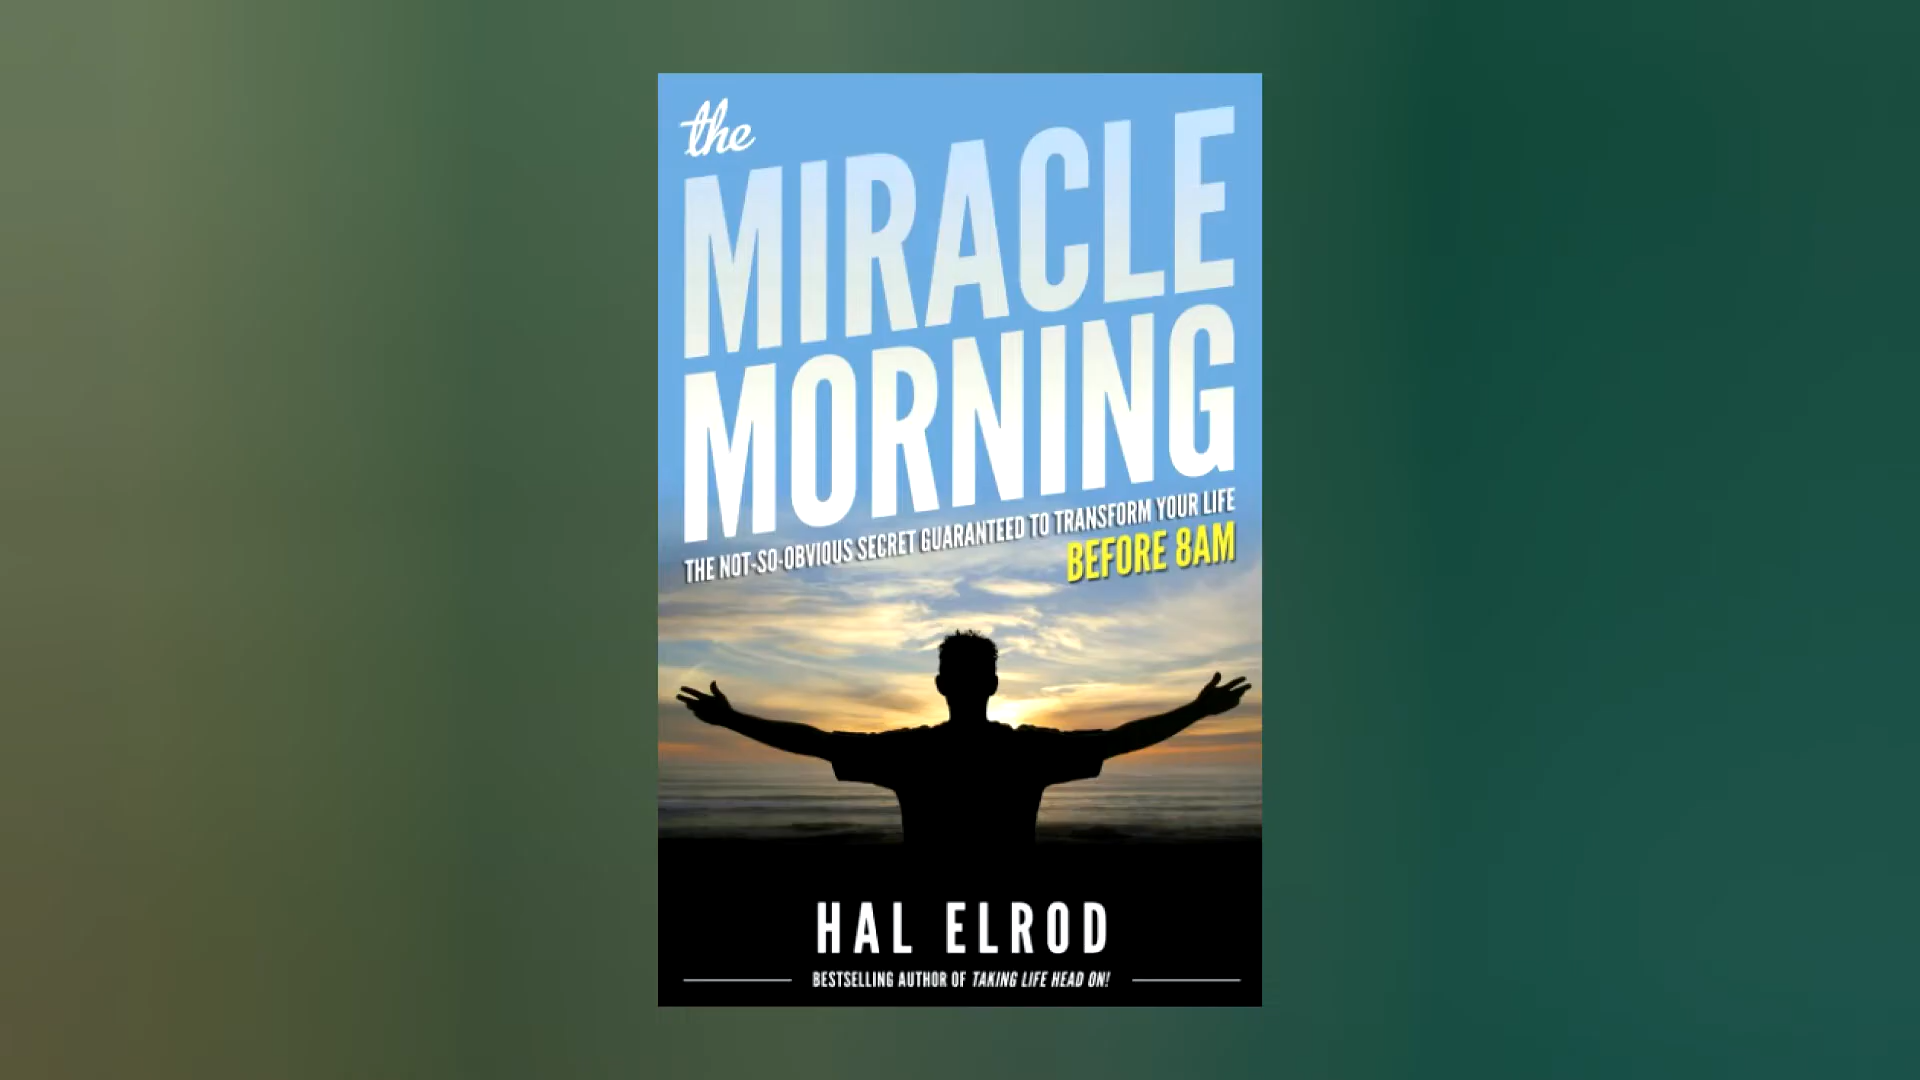 the
MIRACLE
MORNING
THE NOT-SO-OBVIOUS SECRET GUARANTEED TO TRANSFORM YOUR LIFE
BEFORE 8AM
HAL ELROD
BESTSELLING AUTHOR OF TAKING LIFE HEAD ON!